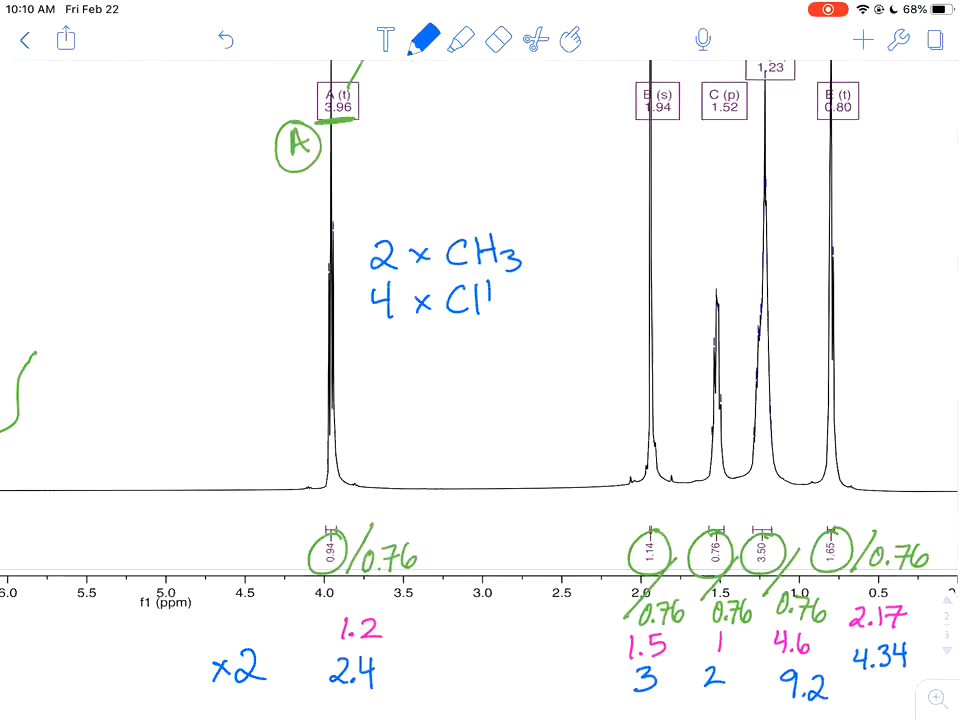 10:10 AM Fri Feb 22
68%
T
1.23
A (t)
3.96
B (s)
1.94
C (p)
1.52
E (t)
0.80
A
2 x CH3
4 x Cl
0.94 1.14 0.76 3.50 1.65
/0.76 /0.76
6.0 5.5 5.0 4.5 4.0 3.5 3.0 2.5 2.0 1.5 1.0 0.5
f1 (ppm)
/0.76 /0.76 /0.76
1.2 1.5 1 4.6 2.17
x2 2.4 3 2 9.2 4.34
2
3